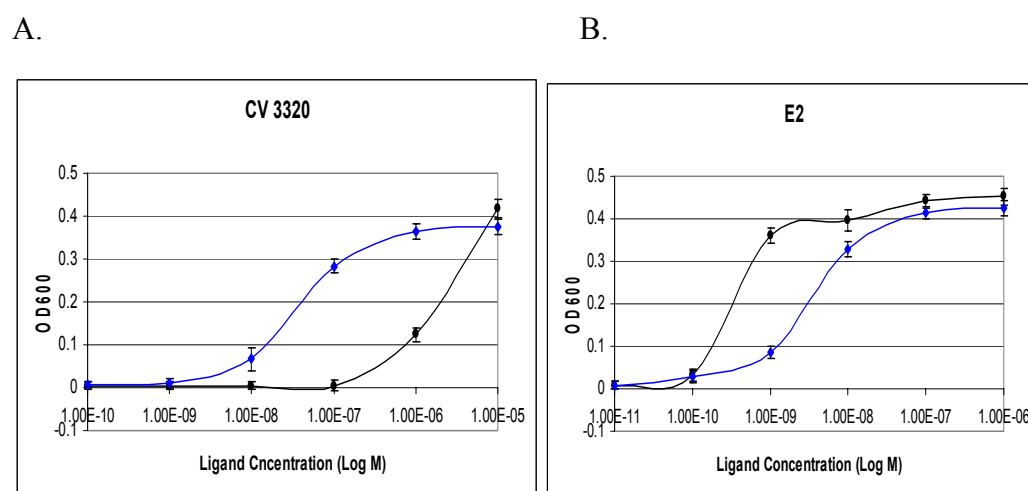 A.
B.
CV 3320
0.5
0.4
0.3
0.2
0.1
0
-0.1
OD600
1.00E-10 1.00E-09 1.00E-08 1.00E-07 1.00E-06 1.00E-05
Ligand Cncentration (Log M)
E2
0.5
0.4
0.3
0.2
0.1
0
-0.1
OD600
1.00E-11 1.00E-10 1.00E-09 1.00E-08 1.00E-07 1.00E-06
Ligand Concentration (Log M)